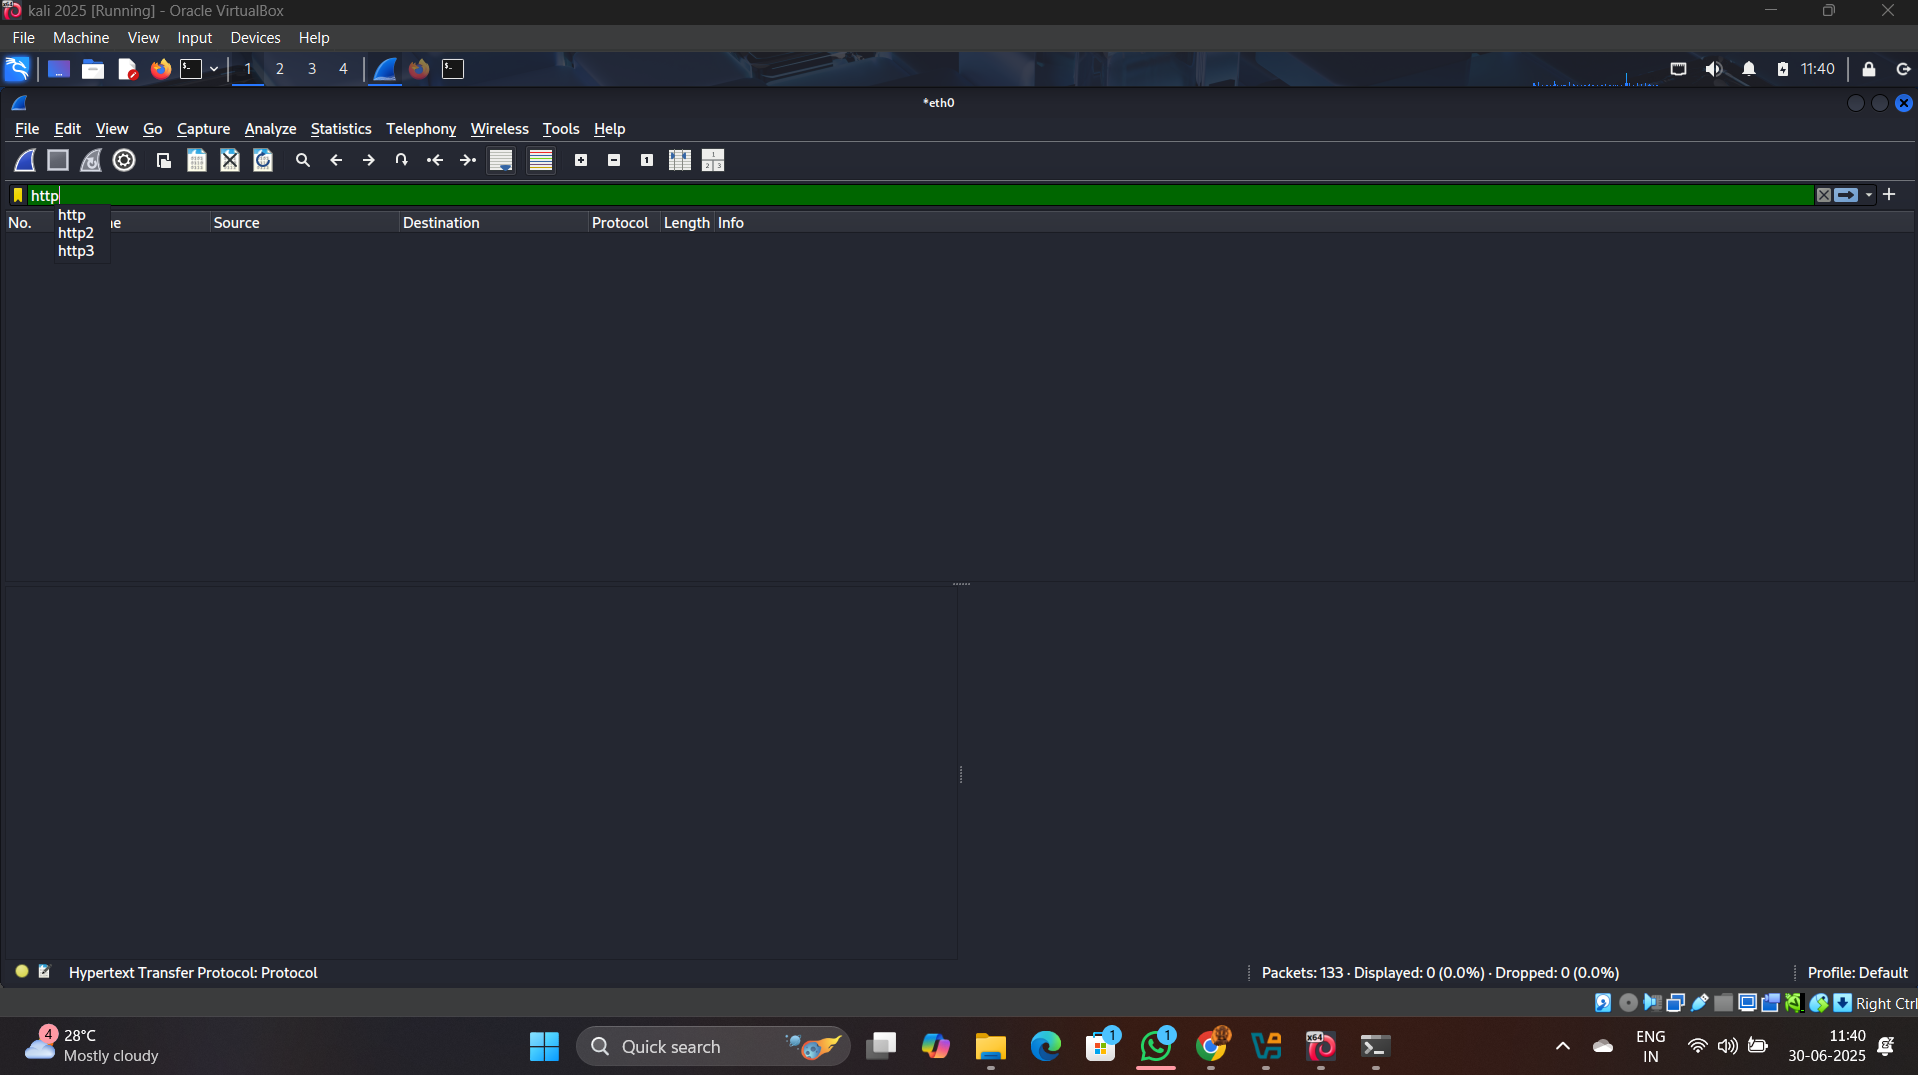 kali 2025 [Running] - Oracle VirtualBox
File Machine View Input Devices Help
1 2 3 4
11:40
*eth0
File Edit View Go Capture Analyze Statistics Telephony Wireless Tools Help
http
No. Source Destination Protocol Length Info
http
http2
http3
Hypertext Transfer Protocol: Protocol
Packets: 133 · Displayed: 0 (0.0%) · Dropped: 0 (0.0%)
Profile: Default
Right Ctrl
4
28°C
Mostly cloudy
Quick search
1
1
x64
ENG
IN
11:40
30-06-2025